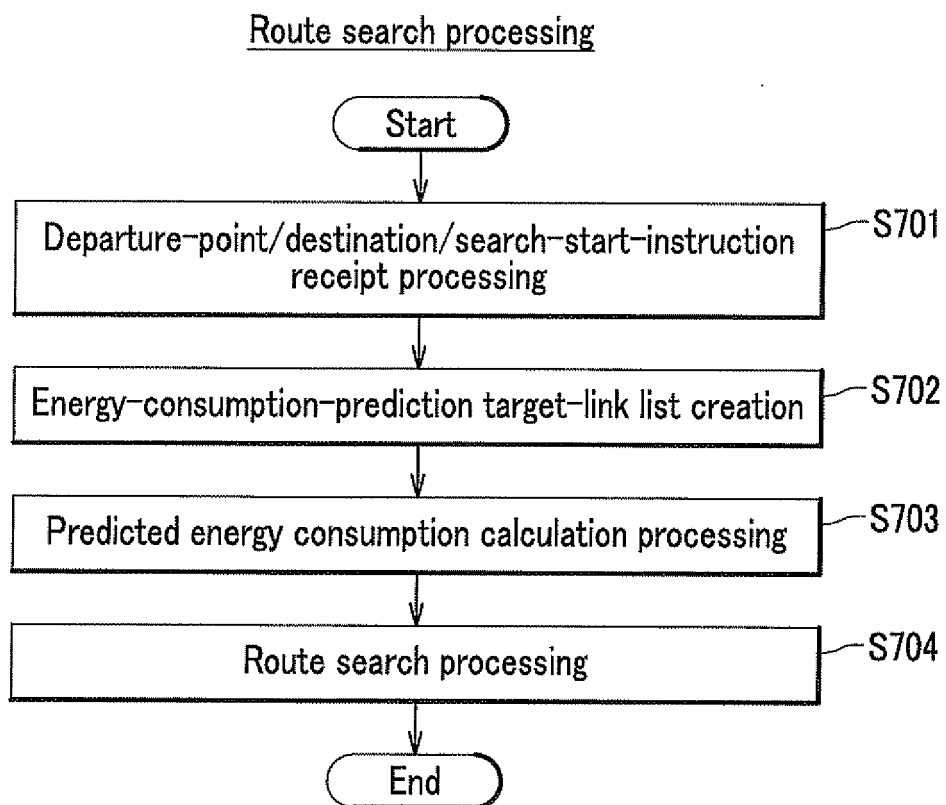 Route search processing
Start
Departure-point/destination/search-start-instruction
receipt processing
S701
Energy-consumption-prediction target-link list creation
S702
Predicted energy consumption calculation processing
S703
Route search processing
S704
End